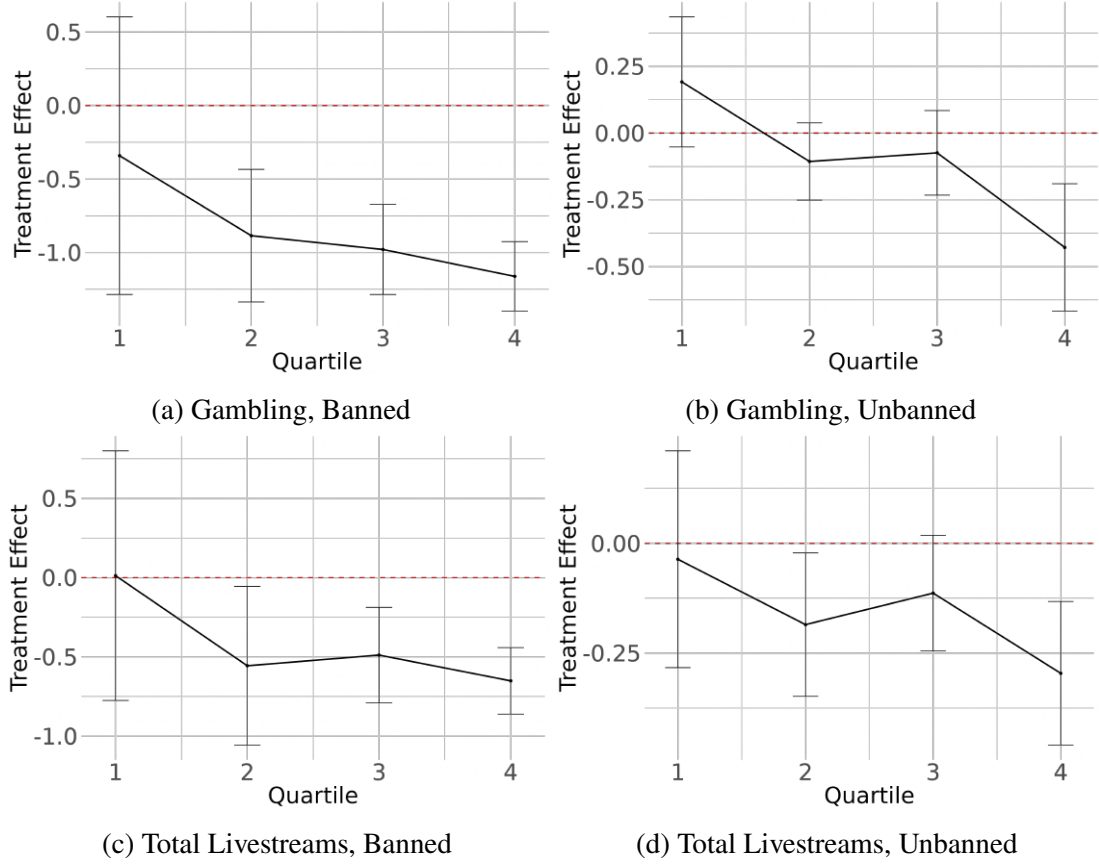 Treatment Effect
0.5
0.0
-0.5
-1.0
1 2 3 4
Quartile
(a) Gambling, Banned
Treatment Effect
0.25
0.00
-0.25
-0.50
1 2 3 4
Quartile
(b) Gambling, Unbanned
Treatment Effect
0.5
0.0
-0.5
-1.0
1 2 3 4
Quartile
(c) Total Livestreams, Banned
Treatment Effect
0.00
-0.25
1 2 3 4
Quartile
(d) Total Livestreams, Unbanned